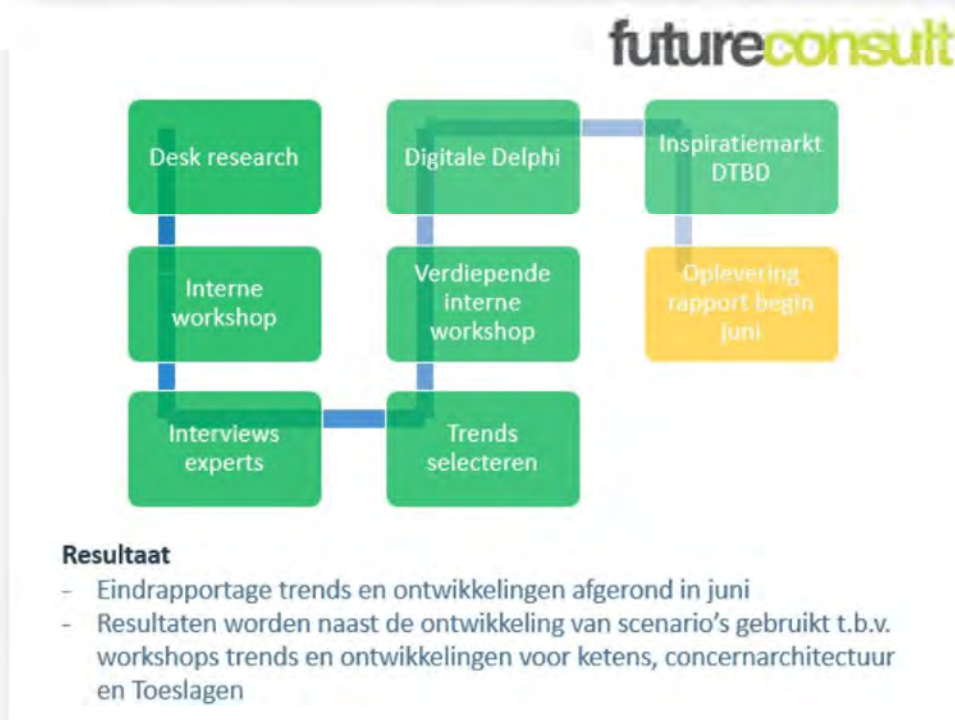 futureconsult
Desk research
Interne
workshop
Interviews
experts
Trends
selecteren
Verdiepende
interne
workshop
Digitale Delphi
Inspiratiemarkt
DTBD
Oplevering
rapport begin
juni
Resultaat
- Eindrapportage trends en ontwikkelingen afgerond in juni
- Resultaten worden naast de ontwikkeling van scenario's gebruikt t.b.v.
workshops trends en ontwikkelingen voor ketens, concernarchitectuur
en Toeslagen